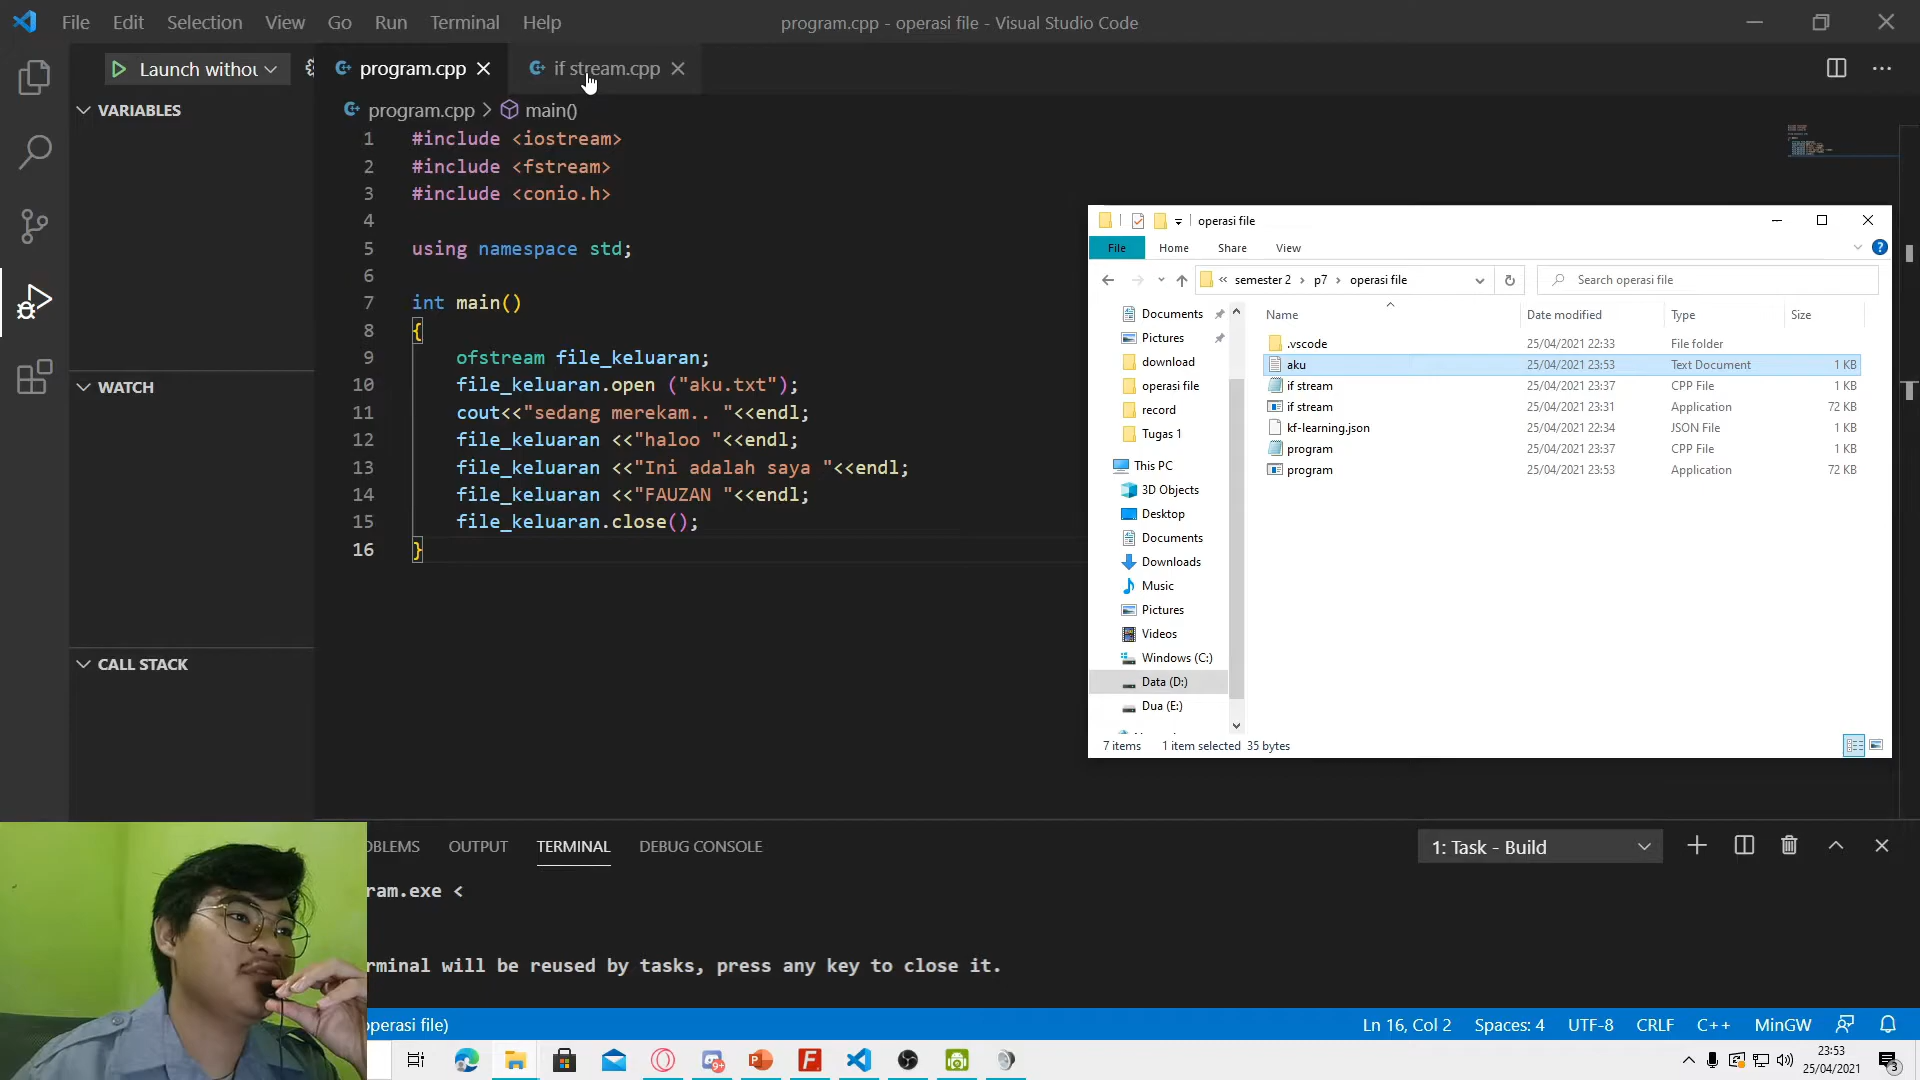 File Edit Selection View Go Run Terminal Help program.cpp - operasi file - Visual Studio Code
Launch withou
program.cpp
if stream.cpp
VARIABLES
program.cpp > main()
1 #include <iostream>
2 #include <fstream>
3 #include <conio.h>
4
5 using namespace std;
6
7 int main()
8 {
9 ofstream file_keluaran;
10 file_keluaran.open ("aku.txt");
11 cout<<"sedang merekam.. "<<endl;
12 file_keluaran <<"haloo "<<endl;
13 file_keluaran <<"Ini adalah saya "<<endl;
14 file_keluaran <<"FAUZAN "<<endl;
15 file_keluaran.close();
16 }
WATCH
CALL STACK
operasi file
File Home Share View
« semester 2 > p7 > operasi file
Search operasi file
Documents
Pictures
download
operasi file
record
Tugas 1
This PC
3D Objects
Desktop
Documents
Downloads
Music
Pictures
Videos
Windows (C:)
Data (D:)
Dua (E:)
Name Date modified Type Size
.vscode 25/04/2021 22:33 File folder
aku 25/04/2021 23:53 Text Document 1 KB
if stream 25/04/2021 23:37 CPP File 1 KB
if stream 25/04/2021 23:31 Application 72 KB
kf-learning.json 25/04/2021 22:34 JSON File 1 KB
program 25/04/2021 23:37 CPP File 1 KB
program 25/04/2021 23:53 Application 72 KB
7 items 1 item selected 35 bytes
OBLEMS OUTPUT TERMINAL DEBUG CONSOLE
1: Task - Build
ram.exe <
rminal will be reused by tasks, press any key to close it.
operasi file)
Ln 16, Col 2 Spaces: 4 UTF-8 CRLF C++ MinGW
23:53
25/04/2021
3